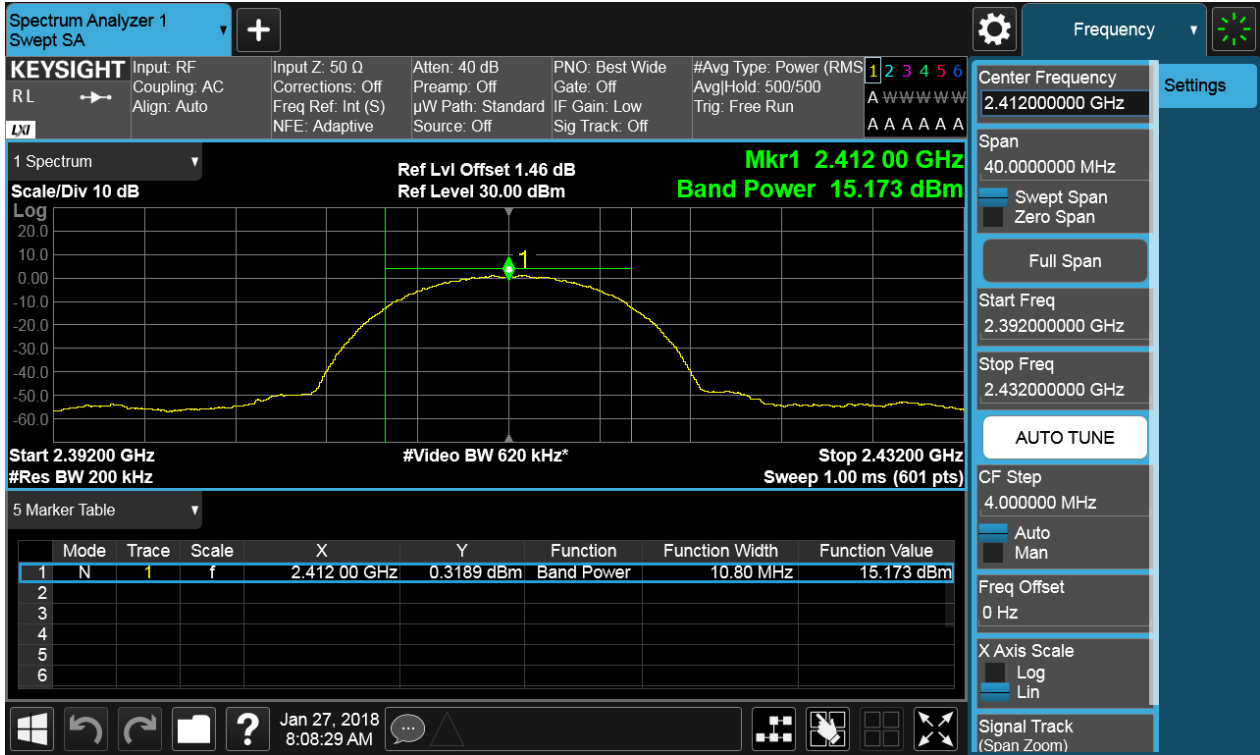 Spectrum Analyzer 1
Swept SA
Frequency
KEYSIGHT
RL
LXI
Input: RF
Coupling: AC
Align: Auto
Input Z: 50 Ω
Corrections: Off
Freq Ref: Int (S)
NFE: Adaptive
Atten: 40 dB
Preamp: Off
µW Path: Standard
Source: Off
PNO: Best Wide
Gate: Off
IF Gain: Low
Sig Track: Off
#Avg Type: Power (RMS
Avg|Hold: 500/500
Trig: Free Run
1 2 3 4 5 6
A W W W W W
A A A A A A
1 Spectrum
Scale/Div 10 dB
Ref Lvl Offset 1.46 dB
Ref Level 30.00 dBm
Mkr1 2.412 00 GHz
Band Power 15.173 dBm
Log
20.0
10.0
0.00
-10.0
-20.0
-30.0
-40.0
-50.0
-60.0
1
Start 2.39200 GHz
#Res BW 200 kHz
#Video BW 620 kHz*
Stop 2.43200 GHz
Sweep 1.00 ms (601 pts)
5 Marker Table
Mode Trace Scale X Y Function Function Width Function Value
1 N 1 f 2.412 00 GHz 0.3189 dBm Band Power 10.80 MHz 15.173 dBm
2
3
4
5
6
?
Jan 27, 2018
8:08:29 AM
Center Frequency
2.412000000 GHz
Span
40.0000000 MHz
Swept Span
Zero Span
Full Span
Start Freq
2.392000000 GHz
Stop Freq
2.432000000 GHz
AUTO TUNE
CF Step
4.000000 MHz
Auto
Man
Freq Offset
0 Hz
X Axis Scale
Log
Lin
Signal Track
(Span Zoom)
Settings